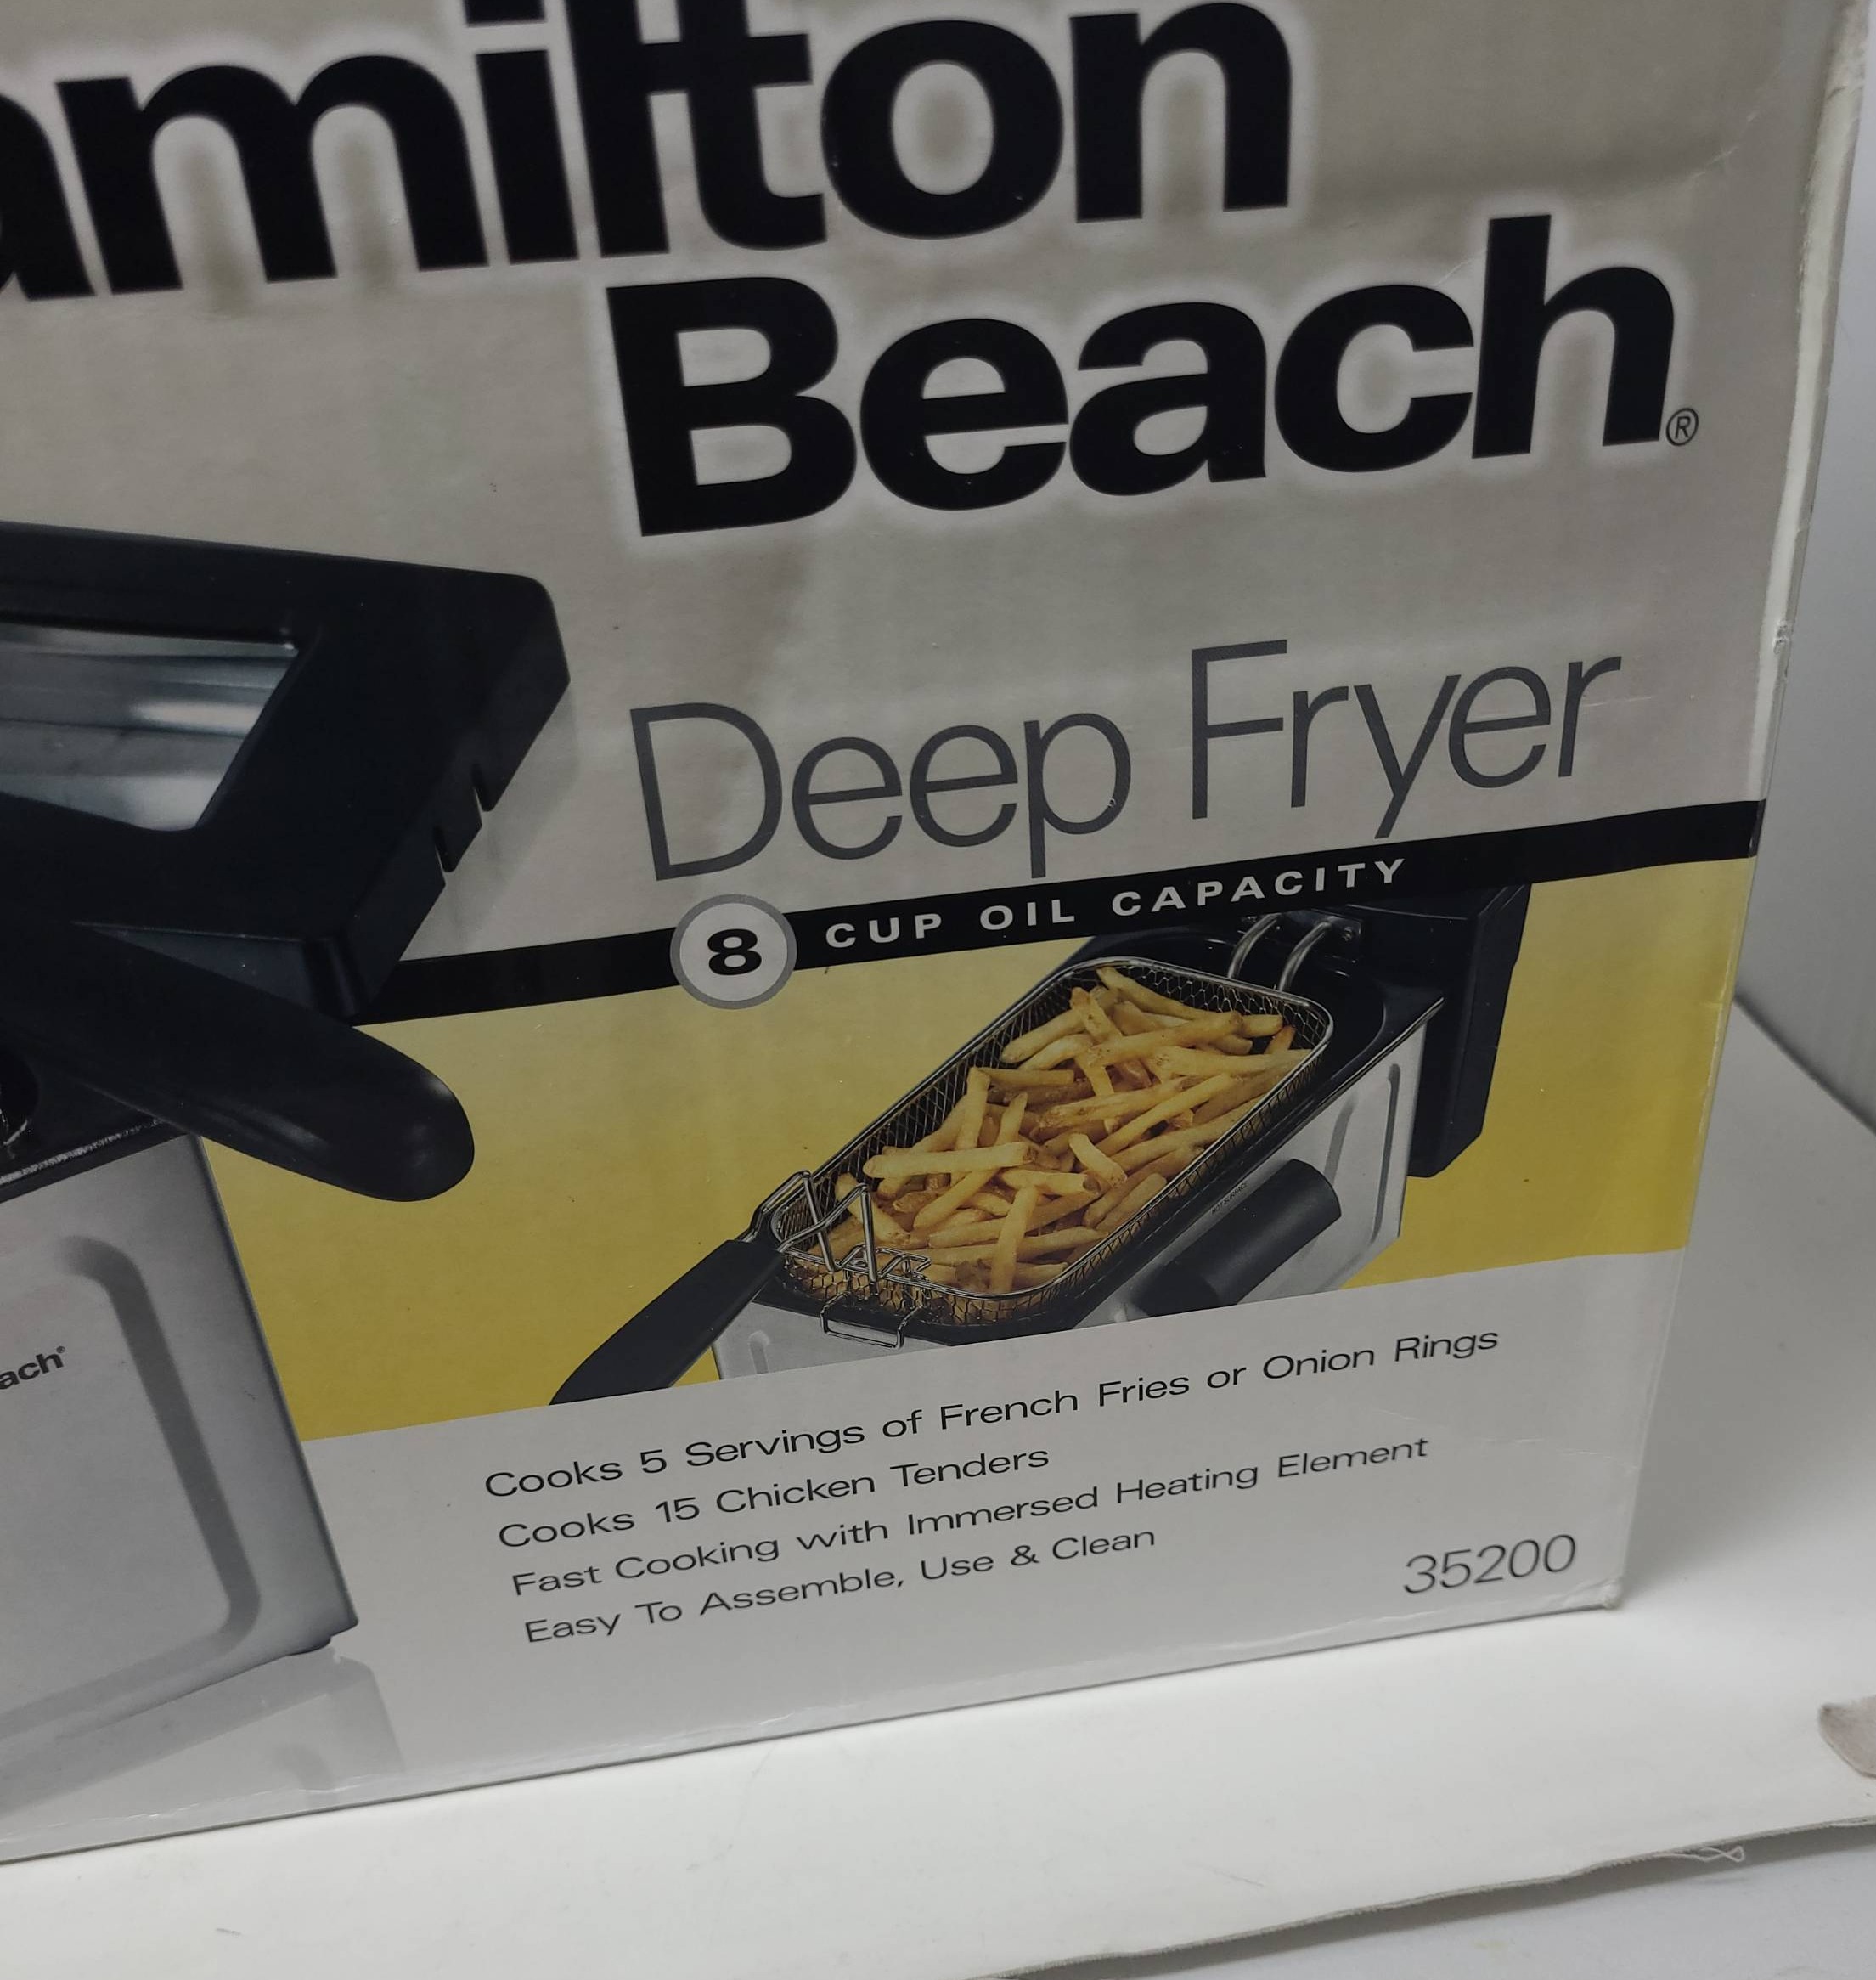 amilton
Beach®
Deep Fryer
8 CUP OIL CAPACITY
ach®
Cooks 5 Servings of French Fries or Onion Rings
Cooks 15 Chicken Tenders
Fast Cooking with Immersed Heating Element
Easy To Assemble, Use & Clean
35200